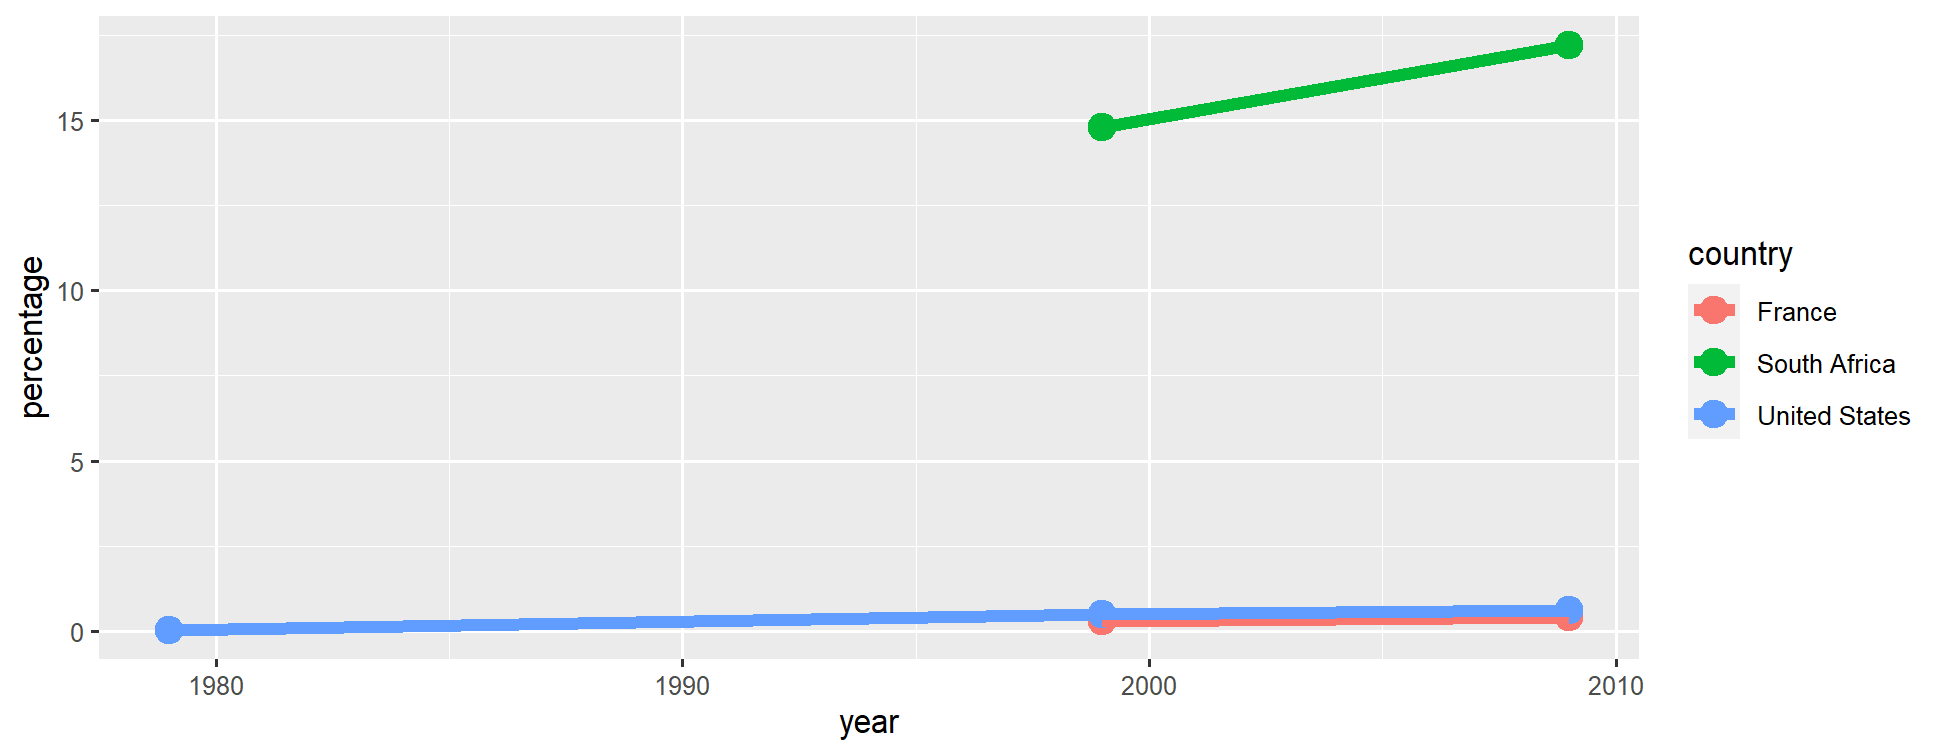 15
10
5
0
percentage
1980
1990
2000
2010
year
country
France
South Africa
United States